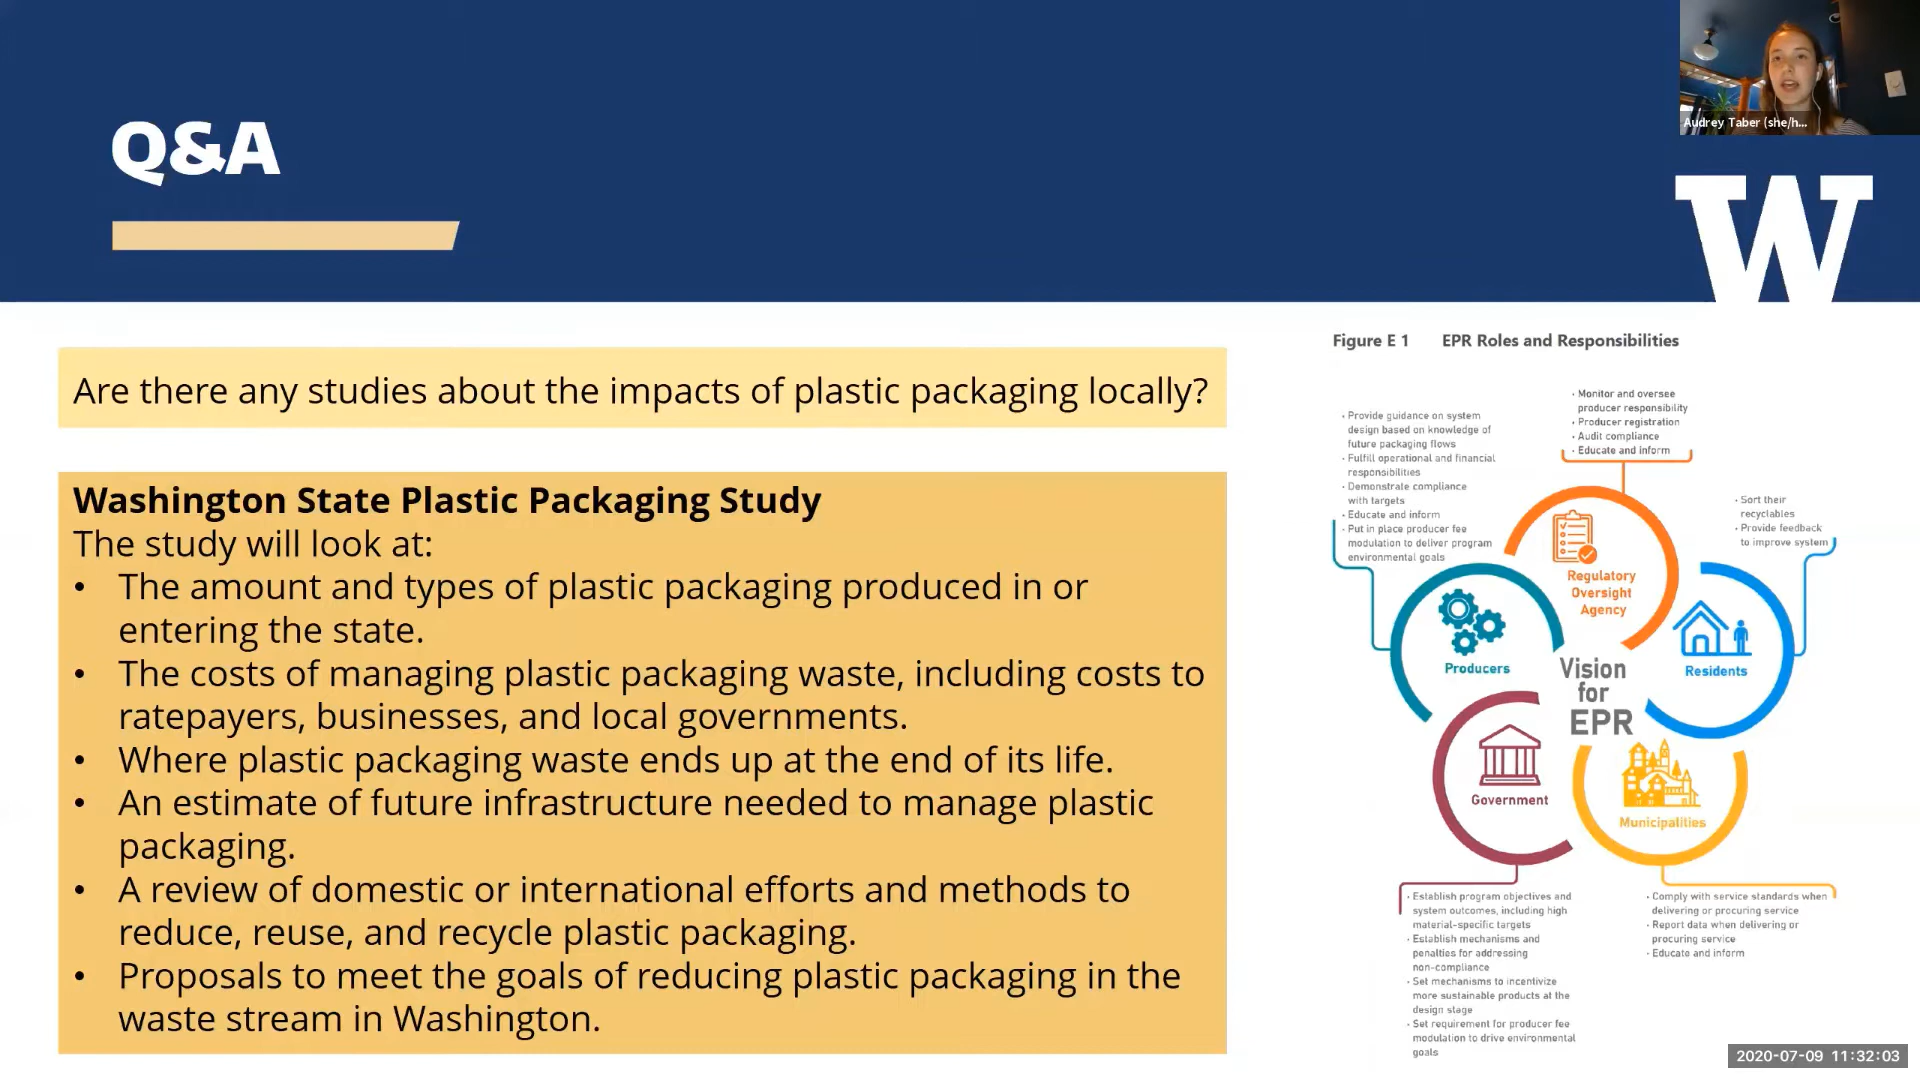 Q&A
Audrey Taber (she/h...
W
Are there any studies about the impacts of plastic packaging locally?
Washington State Plastic Packaging Study
The study will look at:
• The amount and types of plastic packaging produced in or
entering the state.
• The costs of managing plastic packaging waste, including costs to
ratepayers, businesses, and local governments.
• Where plastic packaging waste ends up at the end of its life.
• An estimate of future infrastructure needed to manage plastic
packaging.
• A review of domestic or international efforts and methods to
reduce, reuse, and recycle plastic packaging.
• Proposals to meet the goals of reducing plastic packaging in the
waste stream in Washington.
Figure E 1 EPR Roles and Responsibilities
• Provide guidance on system
design based on knowledge of
future packaging flows
• Fulfill operational and financial
responsibilities
• Demonstrate compliance
with targets
• Educate and inform
• Put in place producer fee
modulation to deliver program
environmental goals
• Monitor and oversee
producer responsibility
• Producer registration
• Audit compliance
• Educate and inform
• Sort their
recyclables
• Provide feedback
to improve system
Regulatory
Oversight
Agency
Producers
Residents
Vision
for
EPR
Government
Municipalities
• Establish program objectives and
system outcomes, including high
material-specific targets
• Establish mechanisms and
penalties for addressing
non-compliance
• Set mechanisms to incentivize
more sustainable products at the
design stage
• Set requirement for producer fee
modulation to drive environmental
goals
• Comply with service standards when
delivering or procuring service
• Report data when delivering or
procuring service
• Educate and inform
2020-07-09 11:32:03